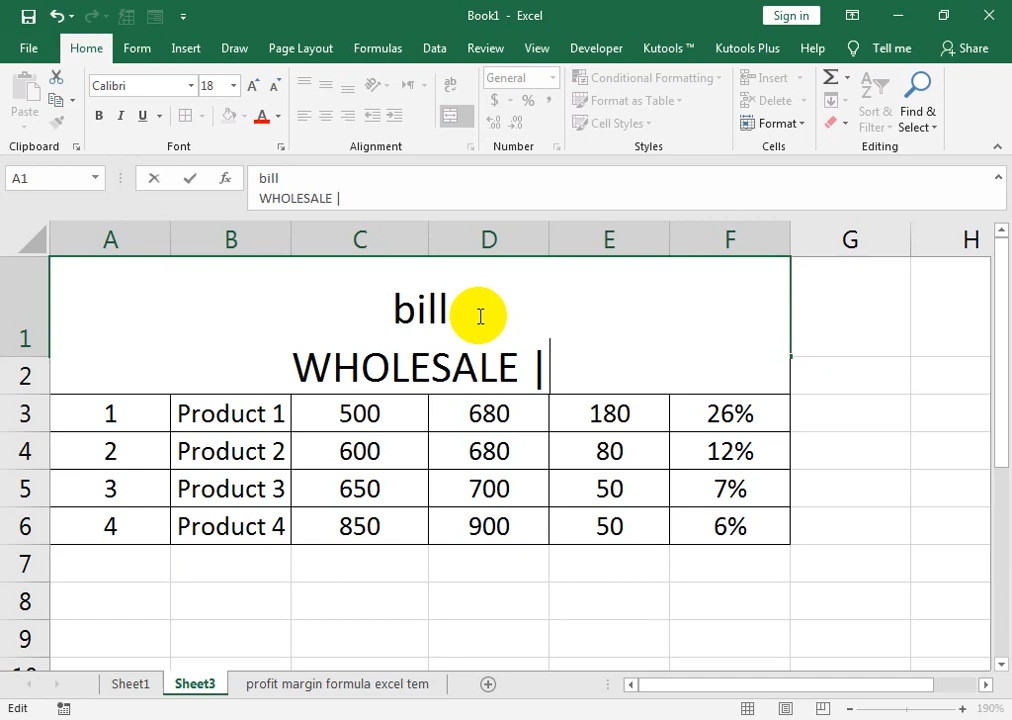 Book1 - Excel
Sign in
File Home Form Insert Draw Page Layout Formulas Data Review View Developer Kutools ™ Kutools Plus Help Tell me Share
Paste
Calibri 18
B I U
ab
General
$ % ,
Conditional Formatting
Format as Table
Cell Styles
Insert
Delete
Format
Sort & Filter
Find & Select
Clipboard Font Alignment Number Styles Cells Editing
A1
fx
bill
WHOLESALE |
A B C D E F G H
1
bill
2
WHOLESALE |
3 1 Product 1 500 680 180 26%
4 2 Product 2 600 680 80 12%
5 3 Product 3 650 700 50 7%
6 4 Product 4 850 900 50 6%
7
8
9
10
Sheet1 Sheet3 profit margin formula excel tem
Edit
190%